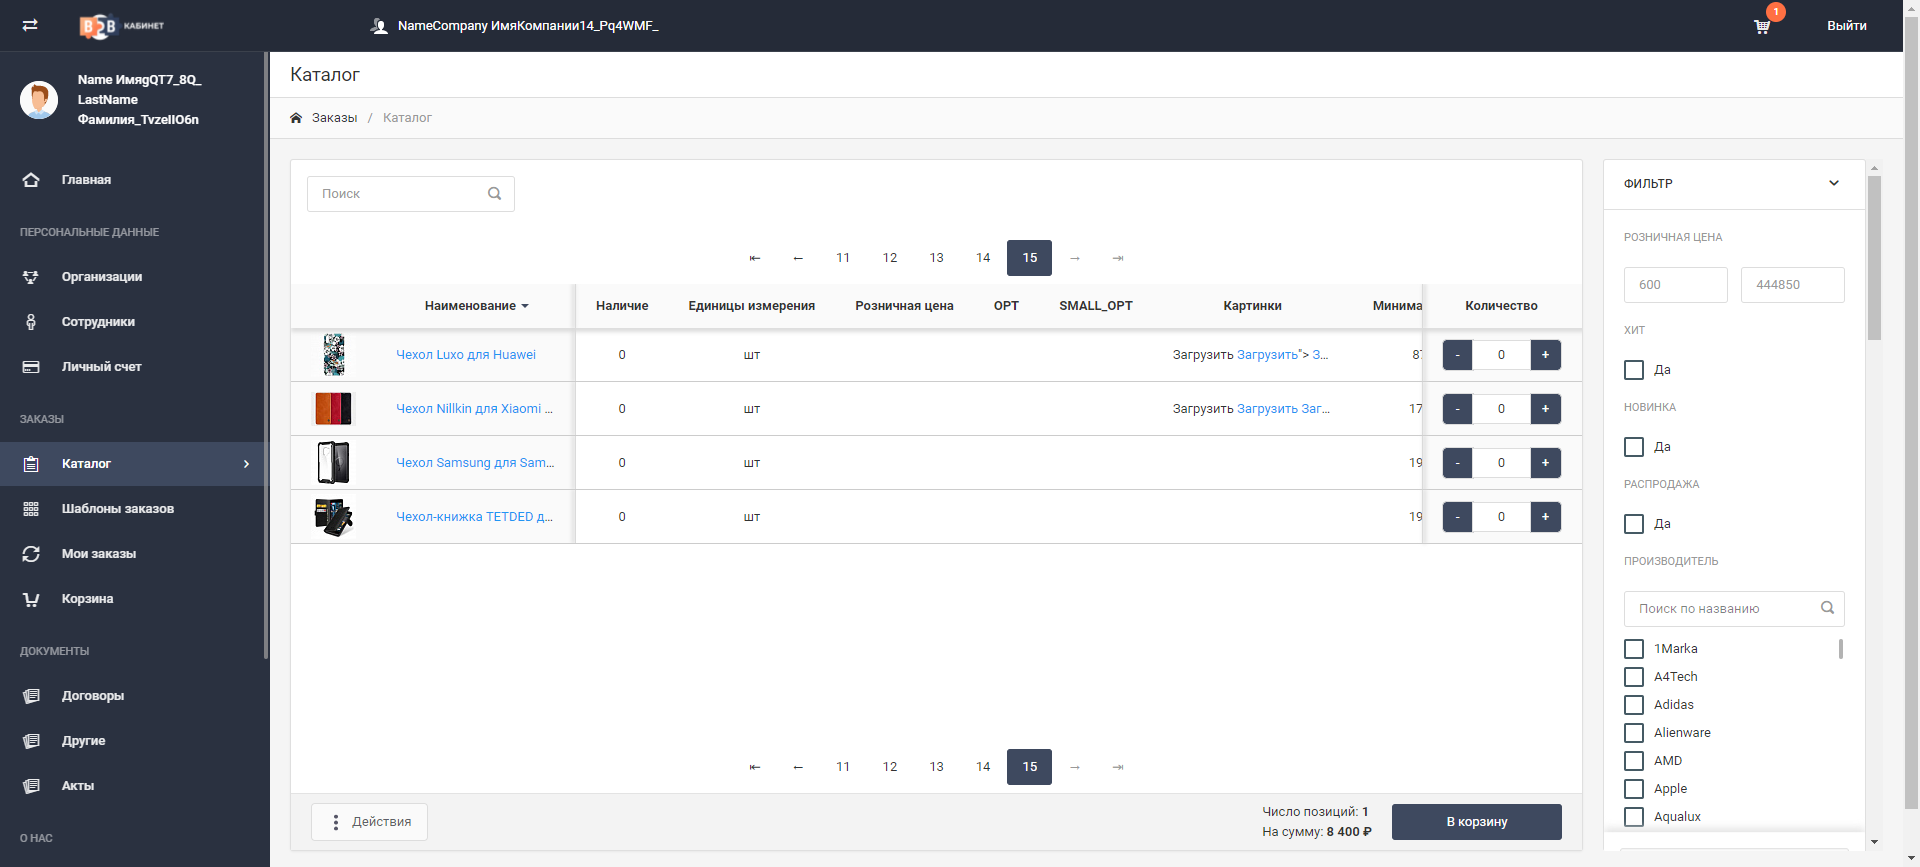 B2B КАБИНЕТ
NameCompany ИмяКомпании14_Pq4WMF_
1
Выйти
Name ИмяgQT7_8Q_
LastName
Фамилия_TvzeIIO6n
Главная
ПЕРСОНАЛЬНЫЕ ДАННЫЕ
Организации
Сотрудники
Личный счет
ЗАКАЗЫ
Каталог
Шаблоны заказов
Мои заказы
Корзина
ДОКУМЕНТЫ
Договоры
Другие
Акты
О НАС
Каталог
Заказы / Каталог
Поиск
11 12 13 14 15
Наименование Наличие Единицы измерения Розничная цена OPT SMALL_OPT Картинки Минима Количество
Чехол Luxo для Huawei 0 шт Загрузить Загрузить"> З... 87 - 0 +
Чехол Nillkin для Xiaomi ... 0 шт Загрузить Загрузить Заг... 17 - 0 +
Чехол Samsung для Sam... 0 шт 19 - 0 +
Чехол-книжка TETDED д... 0 шт 19 - 0 +
11 12 13 14 15
Действия
Число позиций: 1
На сумму: 8 400 ₽
В корзину
ФИЛЬТР
РОЗНИЧНАЯ ЦЕНА
600 444850
ХИТ
Да
НОВИНКА
Да
РАСПРОДАЖА
Да
ПРОИЗВОДИТЕЛЬ
Поиск по названию
1Marka
A4Tech
Adidas
Alienware
AMD
Apple
Aqualux